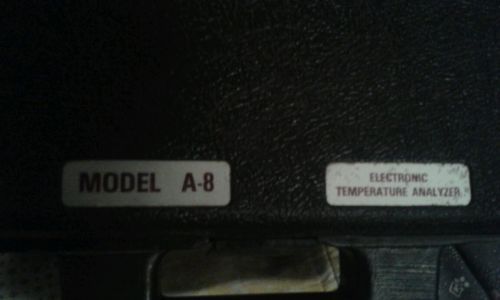 MODEL A-8
ELECTRONIC
TEMPERATURE ANALYZER